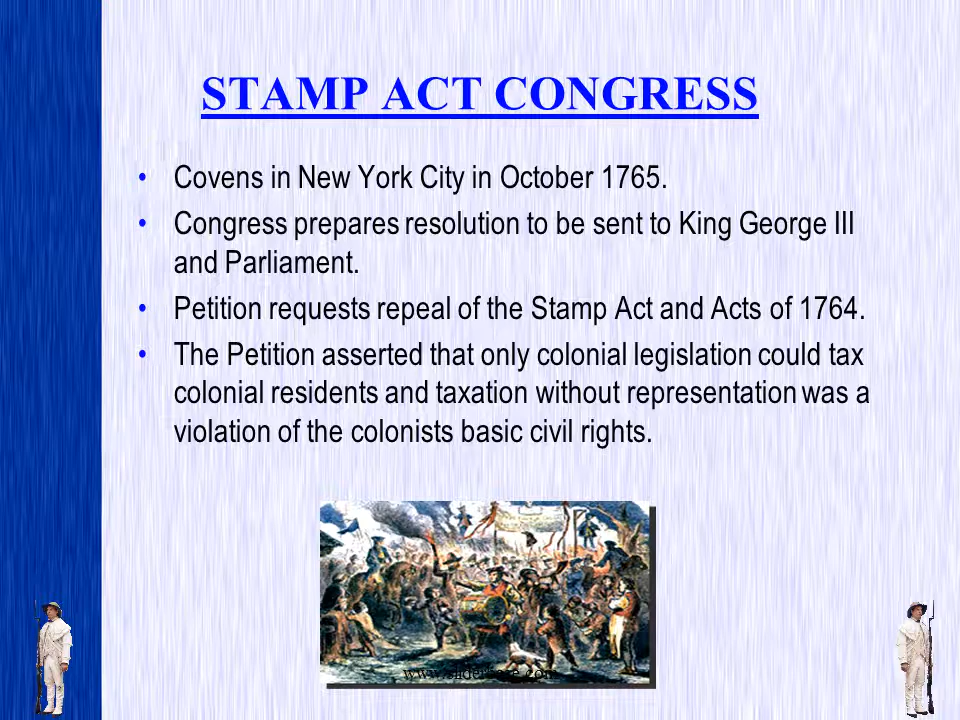 STAMP ACT CONGRESS
• Covens in New York City in October 1765.
• Congress prepares resolution to be sent to King George III
and Parliament.
• Petition requests repeal of the Stamp Act and Acts of 1764.
• The Petition asserted that only colonial legislation could tax
colonial residents and taxation without representation was a
violation of the colonists basic civil rights.